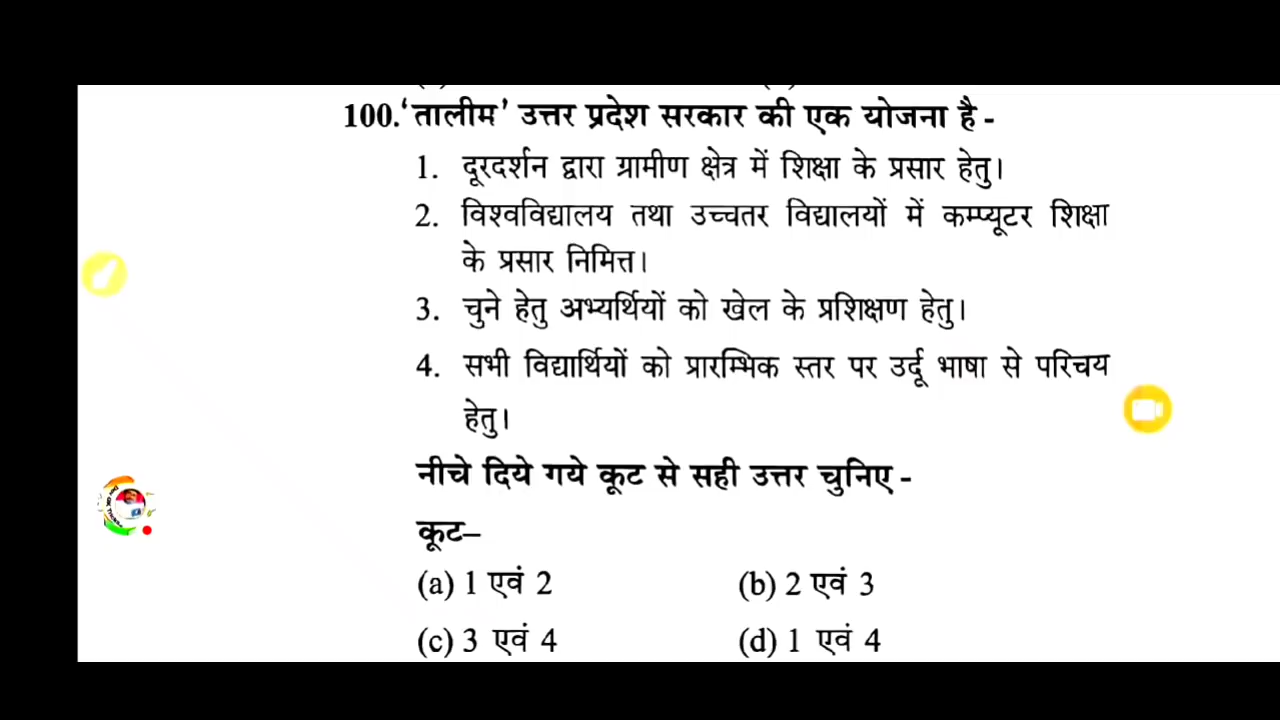 100. 'तालीम' उत्तर प्रदेश सरकार की एक योजना है -
1. दूरदर्शन द्वारा ग्रामीण क्षेत्र में शिक्षा के प्रसार हेतु।
2. विश्वविद्यालय तथा उच्चतर विद्यालयों में कम्प्यूटर शिक्षा
के प्रसार निमित्त।
3. चुने हेतु अभ्यर्थियों को खेल के प्रशिक्षण हेतु।
4. सभी विद्यार्थियों को प्रारम्भिक स्तर पर उर्दू भाषा से परिचय
हेतु।
नीचे दिये गये कूट से सही उत्तर चुनिए -
कूट–
(a) 1 एवं 2 (b) 2 एवं 3
(c) 3 एवं 4 (d) 1 एवं 4